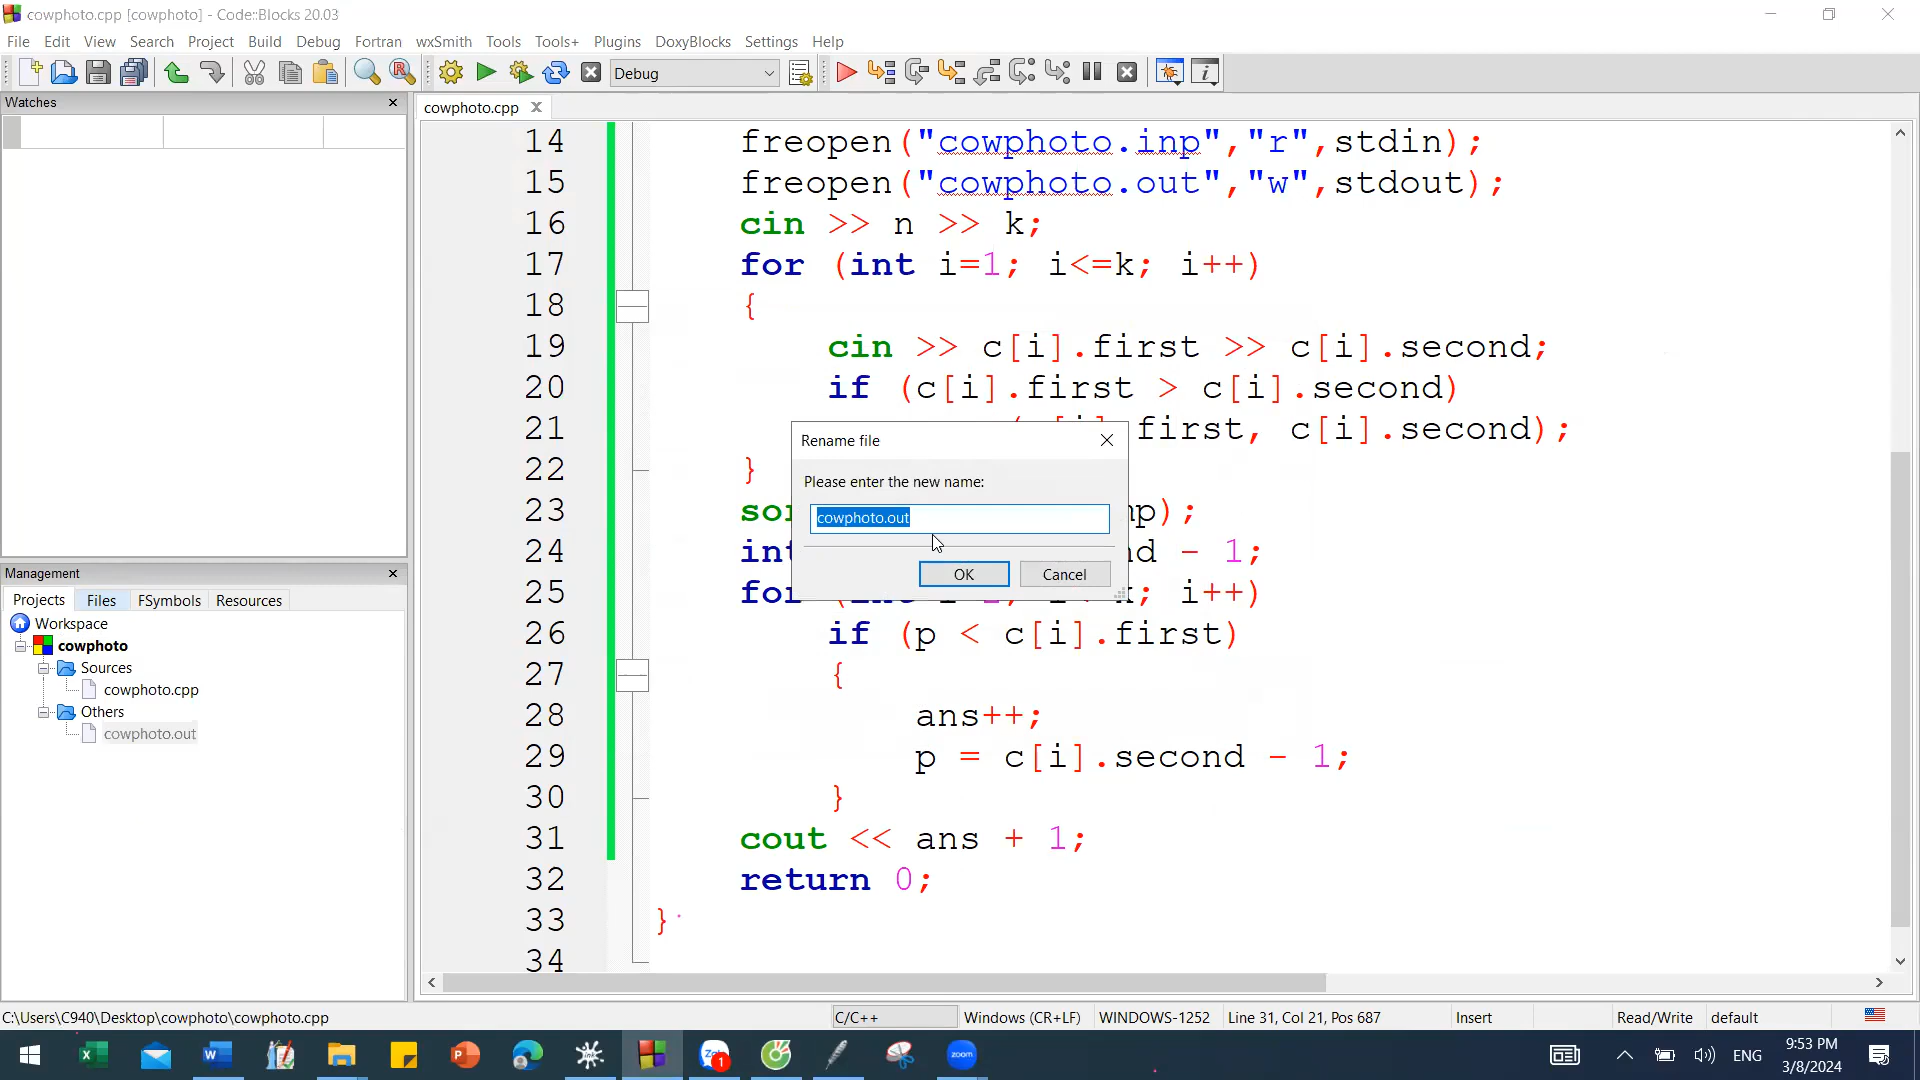 cowphoto.cpp [cowphoto] - Code::Blocks 20.03
File Edit View Search Project Build Debug Fortran wxSmith Tools Tools+ Plugins DoxyBlocks Settings Help
Debug
Watches
cowphoto.cpp
14 freopen("cowphoto.inp","r",stdin);
15 freopen("cowphoto.out","w",stdout);
16 cin >> n >> k;
17 for (int i=1; i<=k; i++)
18 {
19 cin >> c[i].first >> c[i].second;
20 if (c[i].first > c[i].second)
21 first, c[i].second);
22 }
23
24 int - 1;
25 for i++)
26 if (p < c[i].first)
27 {
28 ans++;
29 p = c[i].second - 1;
30 }
31 cout << ans + 1;
32 return 0;
33 }
34
Rename file
Please enter the new name:
cowphoto.out
OK Cancel
Management
Projects Files FSymbols Resources
Workspace
cowphoto
Sources
cowphoto.cpp
Others
cowphoto.out
C:\Users\C940\Desktop\cowphoto\cowphoto.cpp C/C++ Windows (CR+LF) WINDOWS-1252 Line 31, Col 21, Pos 687 Insert Read/Write default
zoom
1
ENG
9:53 PM
3/8/2024